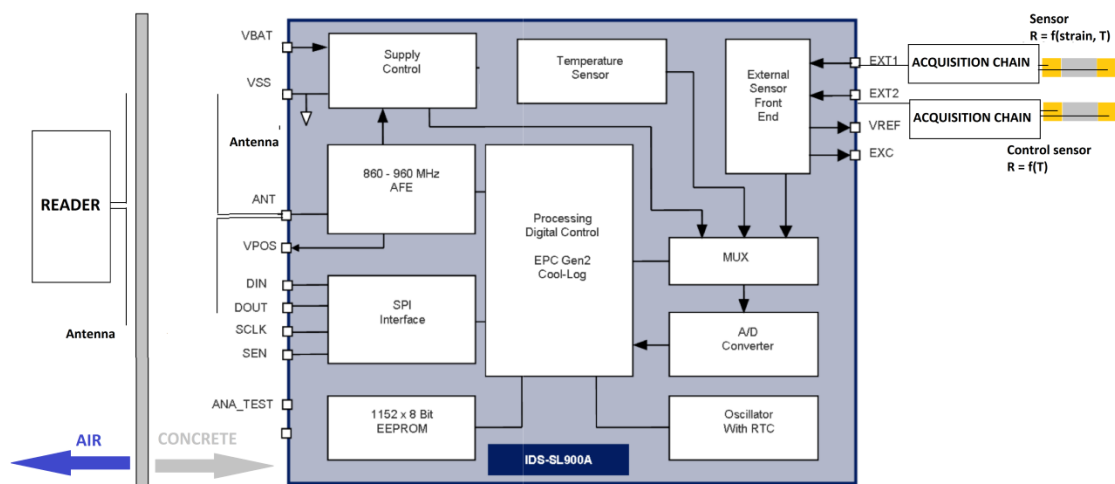 READER
Antenna
AIR
CONCRETE
Antenna
VBAT
VSS
ANT
VPOS
DIN
DOUT
SCLK
SEN
ANA_TEST
Supply
Control
860 - 960 MHz
AFE
SPI
Interface
1152 x 8 Bit
EEPROM
Temperature
Sensor
Processing
Digital Control
EPC Gen2
Cool-Log
External
Sensor
Front
End
MUX
A/D
Converter
Oscillator
With RTC
IDS-SL900A
EXT1
EXT2
VREF
EXC
Sensor
R = f(strain, T)
ACQUISITION CHAIN
ACQUISITION CHAIN
Control sensor
R = f(T)